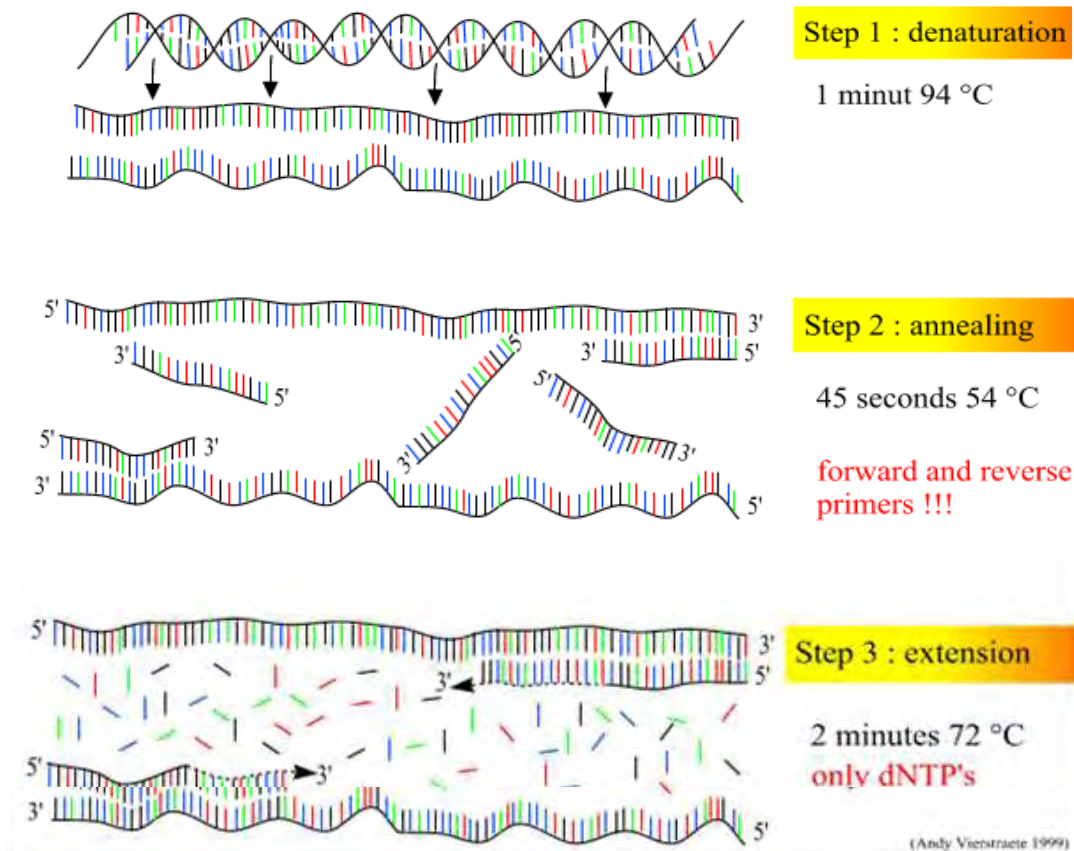 Step 1 : denaturation
1 minut 94 °C
5'
3'
Step 2 : annealing
3'
5'
5'
3'
5'
45 seconds 54 °C
5'
3'
3'
3'
forward and reverse
primers !!!
3'
5'
5'
3'
Step 3 : extension
3'
5'
2 minutes 72 °C
only dNTP's
5'
3'
3'
5'
(Andy Vierstraete 1999)